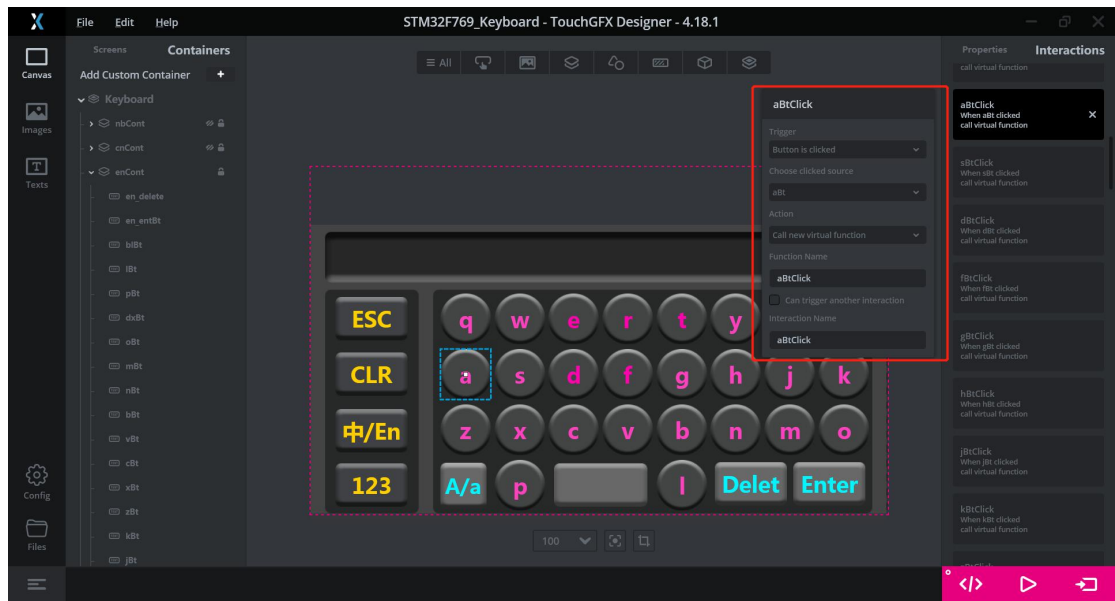 File Edit Help
STM32F769_Keyboard - TouchGFX Designer - 4.18.1
Canvas
Images
Texts
Config
Files
Screens Containers
Add Custom Container +
Keyboard
nbCont
cnCont
enCont
en_delete
en_entBt
blBt
lBt
pBt
dxBt
oBt
mBt
nBt
bBt
vBt
cBt
xBt
zBt
kBt
jBt
All
ESC
CLR
中/En
123
q w e r t y
a s d f g h j k
z x c v b n m o
A/a p l Delet Enter
100
aBtClick
Trigger
Button is clicked
Choose clicked source
aBt
Action
Call new virtual function
Function Name
aBtClick
Can trigger another interaction
Interaction Name
aBtClick
Properties Interactions
call virtual function
aBtClick
When aBt clicked
call virtual function
sBtClick
When sBt clicked
call virtual function
dBtClick
When dBt clicked
call virtual function
fBtClick
When fBt clicked
call virtual function
gBtClick
When gBt clicked
call virtual function
hBtClick
When hBt clicked
call virtual function
jBtClick
When jBt clicked
call virtual function
kBtClick
When kBt clicked
call virtual function